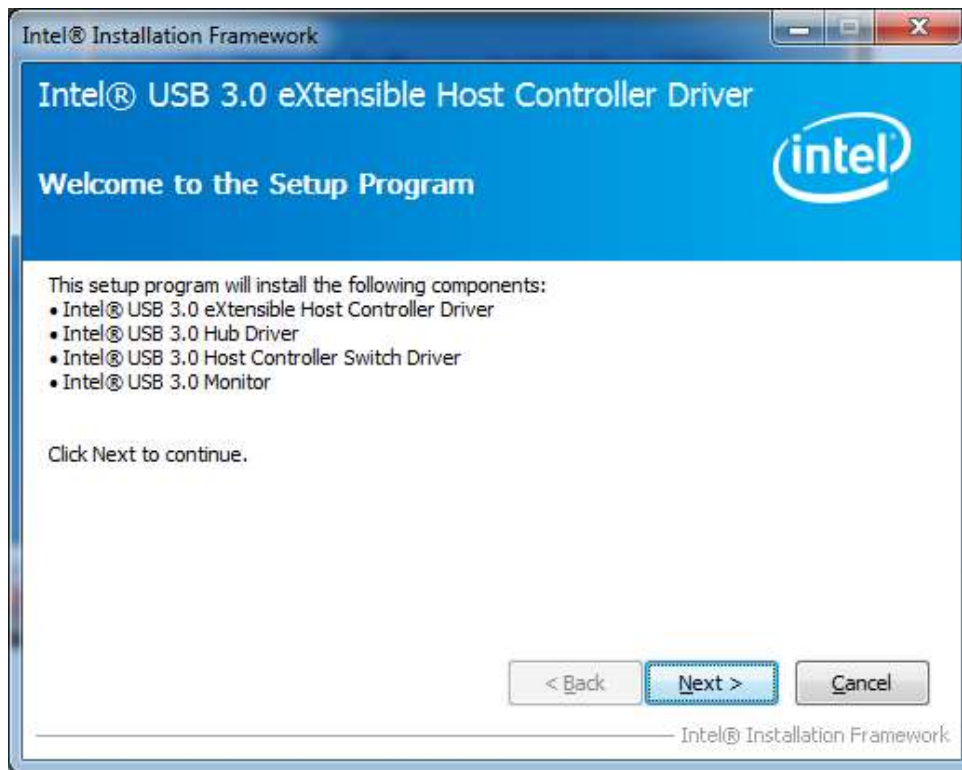 Intel® Installation Framework
Intel® USB 3.0 eXtensible Host Controller Driver
intel
Welcome to the Setup Program
This setup program will install the following components:
• Intel® USB 3.0 eXtensible Host Controller Driver
• Intel® USB 3.0 Hub Driver
• Intel® USB 3.0 Host Controller Switch Driver
• Intel® USB 3.0 Monitor
Click Next to continue.
< Back Next > Cancel
Intel® Installation Framework